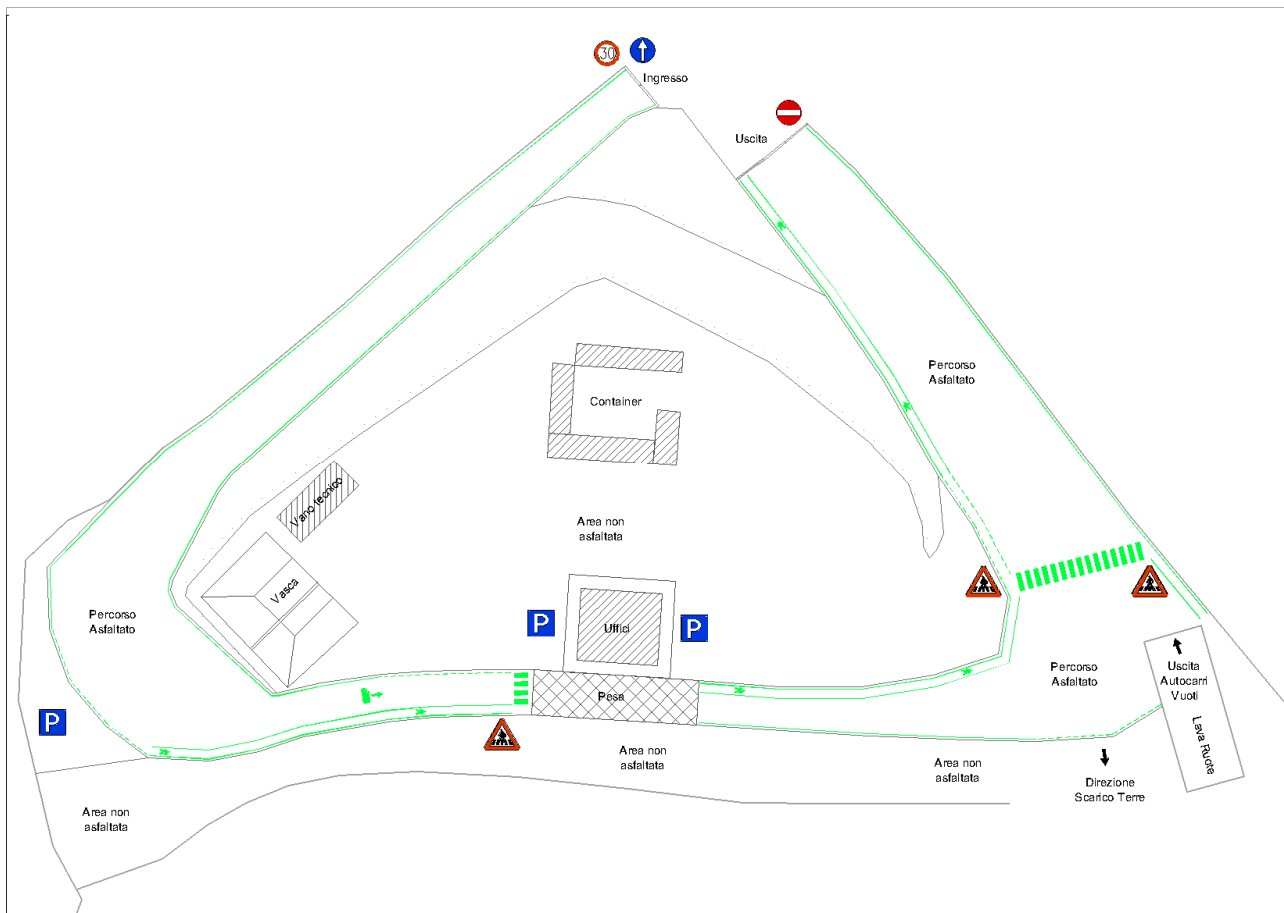 30
Ingresso
Uscita
Percorso
Asfaltato
Container
Vano tecnico
Area non
asfaltata
Vasca
Percorso
Asfaltato
P
Uffici
P
Pesa
Percorso
Asfaltato
Uscita
Autocarri
Vuoti
Lava Ruote
P
Area non
asfaltata
Area non
asfaltata
Direzione
Scarico Terre
Area non
asfaltata